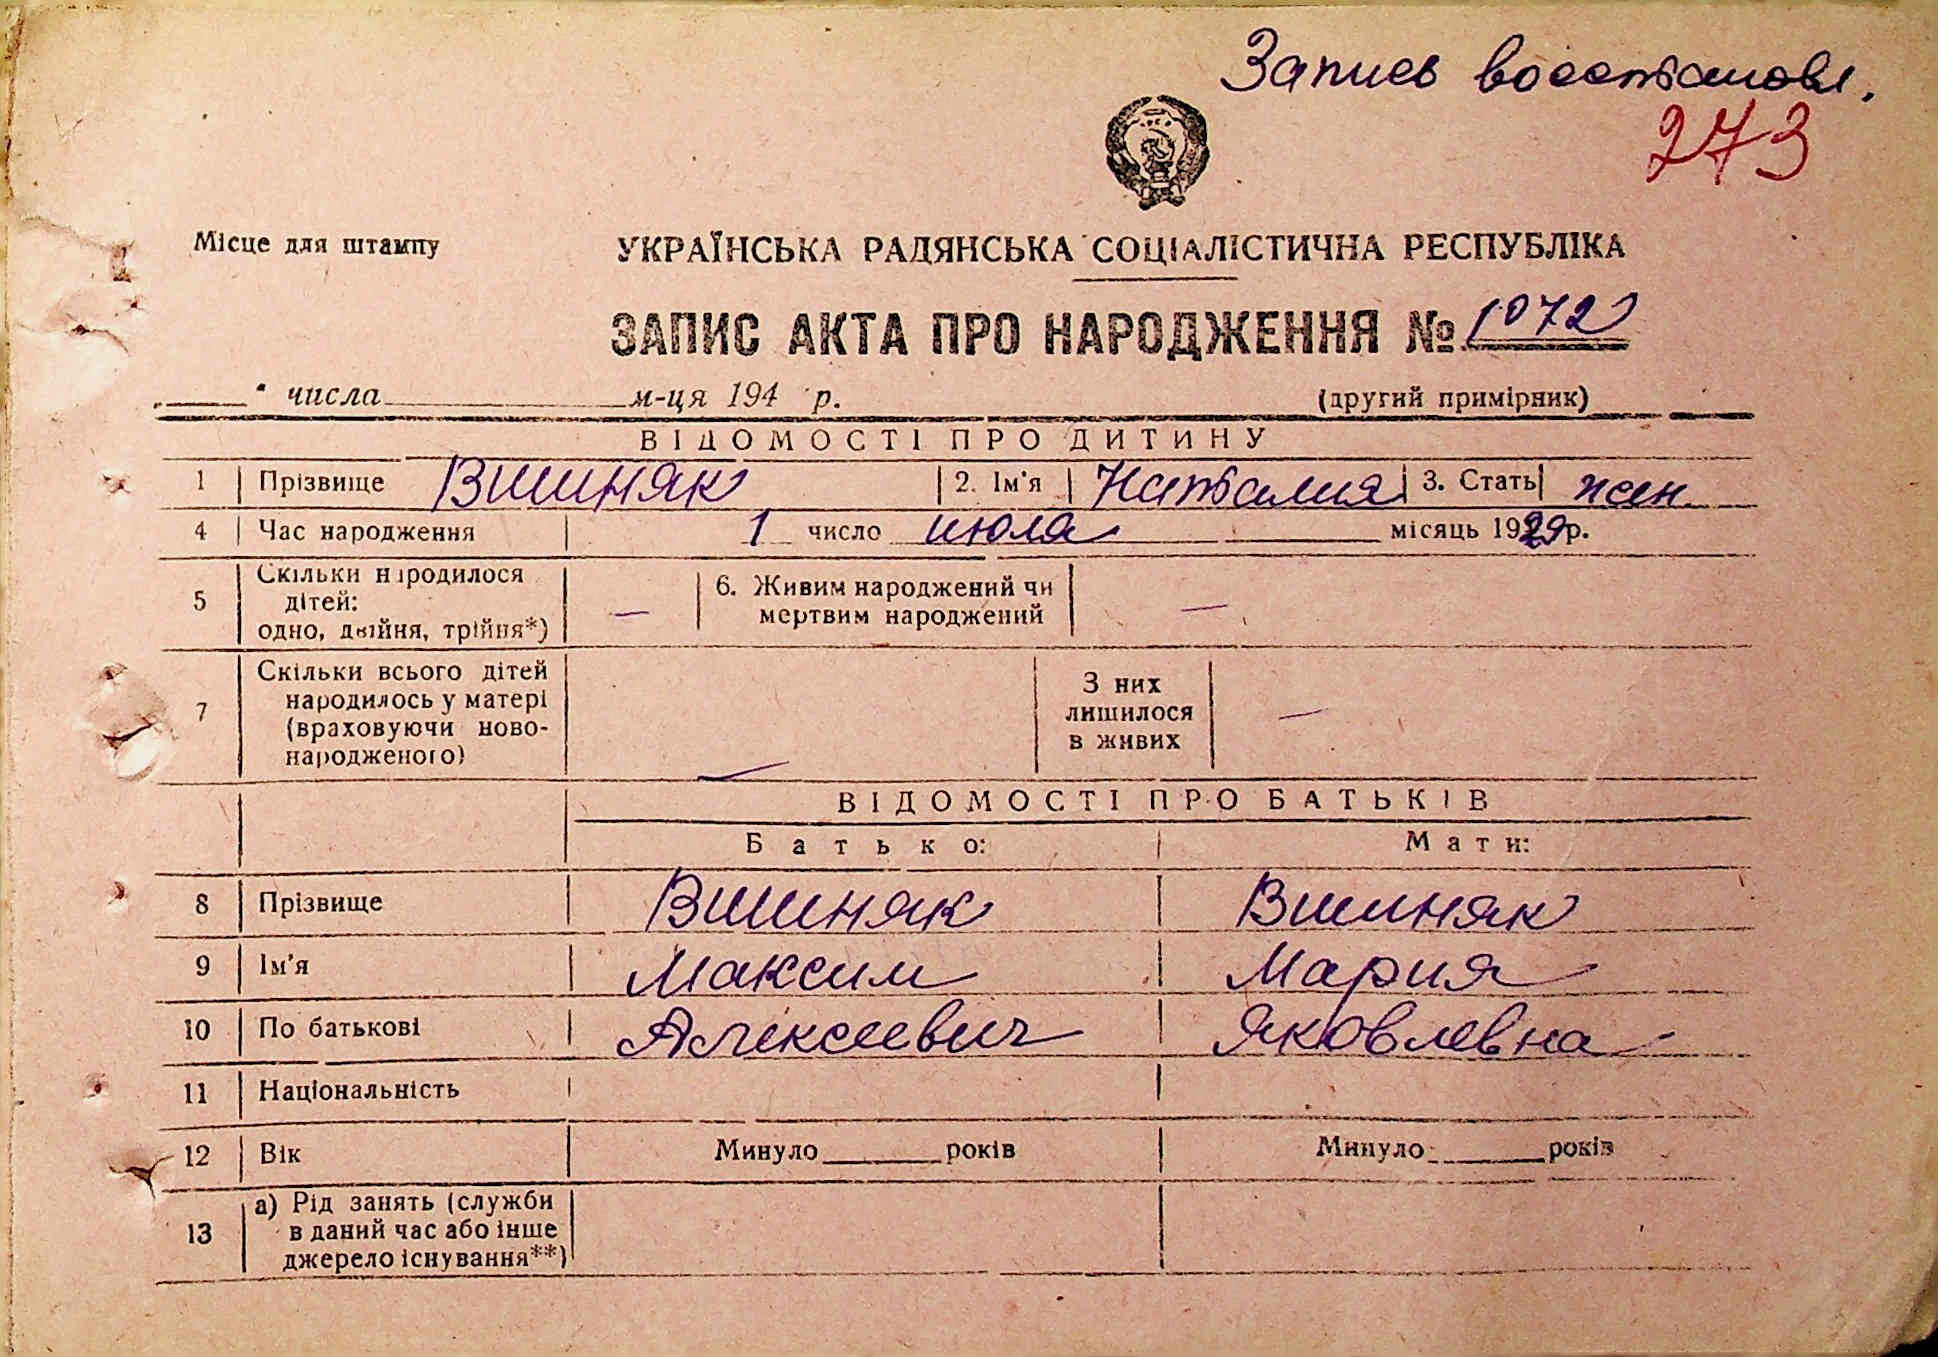 Запись восстановл.
273
Місце для штампу
УКРАЇНСЬКА РАДЯНСЬКА СОЦІАЛІСТИЧНА РЕСПУБЛІКА
ЗАПИС АКТА ПРО НАРОДЖЕННЯ № 1072
„ “ числа м-ця 194 р.
(другий примірник)
ВІДОМОСТІ ПРО ДИТИНУ
1 Прізвище Вишняк 2. Ім'я Наталия 3. Стать жен
4 Час народження 1 число июля місяць 1929 р.
5 Скільки народилося дітей: одно, двійня, трійня*) — 6. Живим народжений чи мертвим народжений —
7 Скільки всього дітей народилось у матері (враховуючи ново-народженого) — З них лишилося в живих —
ВІДОМОСТІ ПРО БАТЬКІВ
Батько: Мати:
8 Прізвище Вишняк Вишняк
9 Ім'я Максим Мария
10 По батькові Алексеевич Яковлевна
11 Національність
12 Вік Минуло років Минуло років
13 а) Рід занять (служби в даний час або інше джерело існування**)